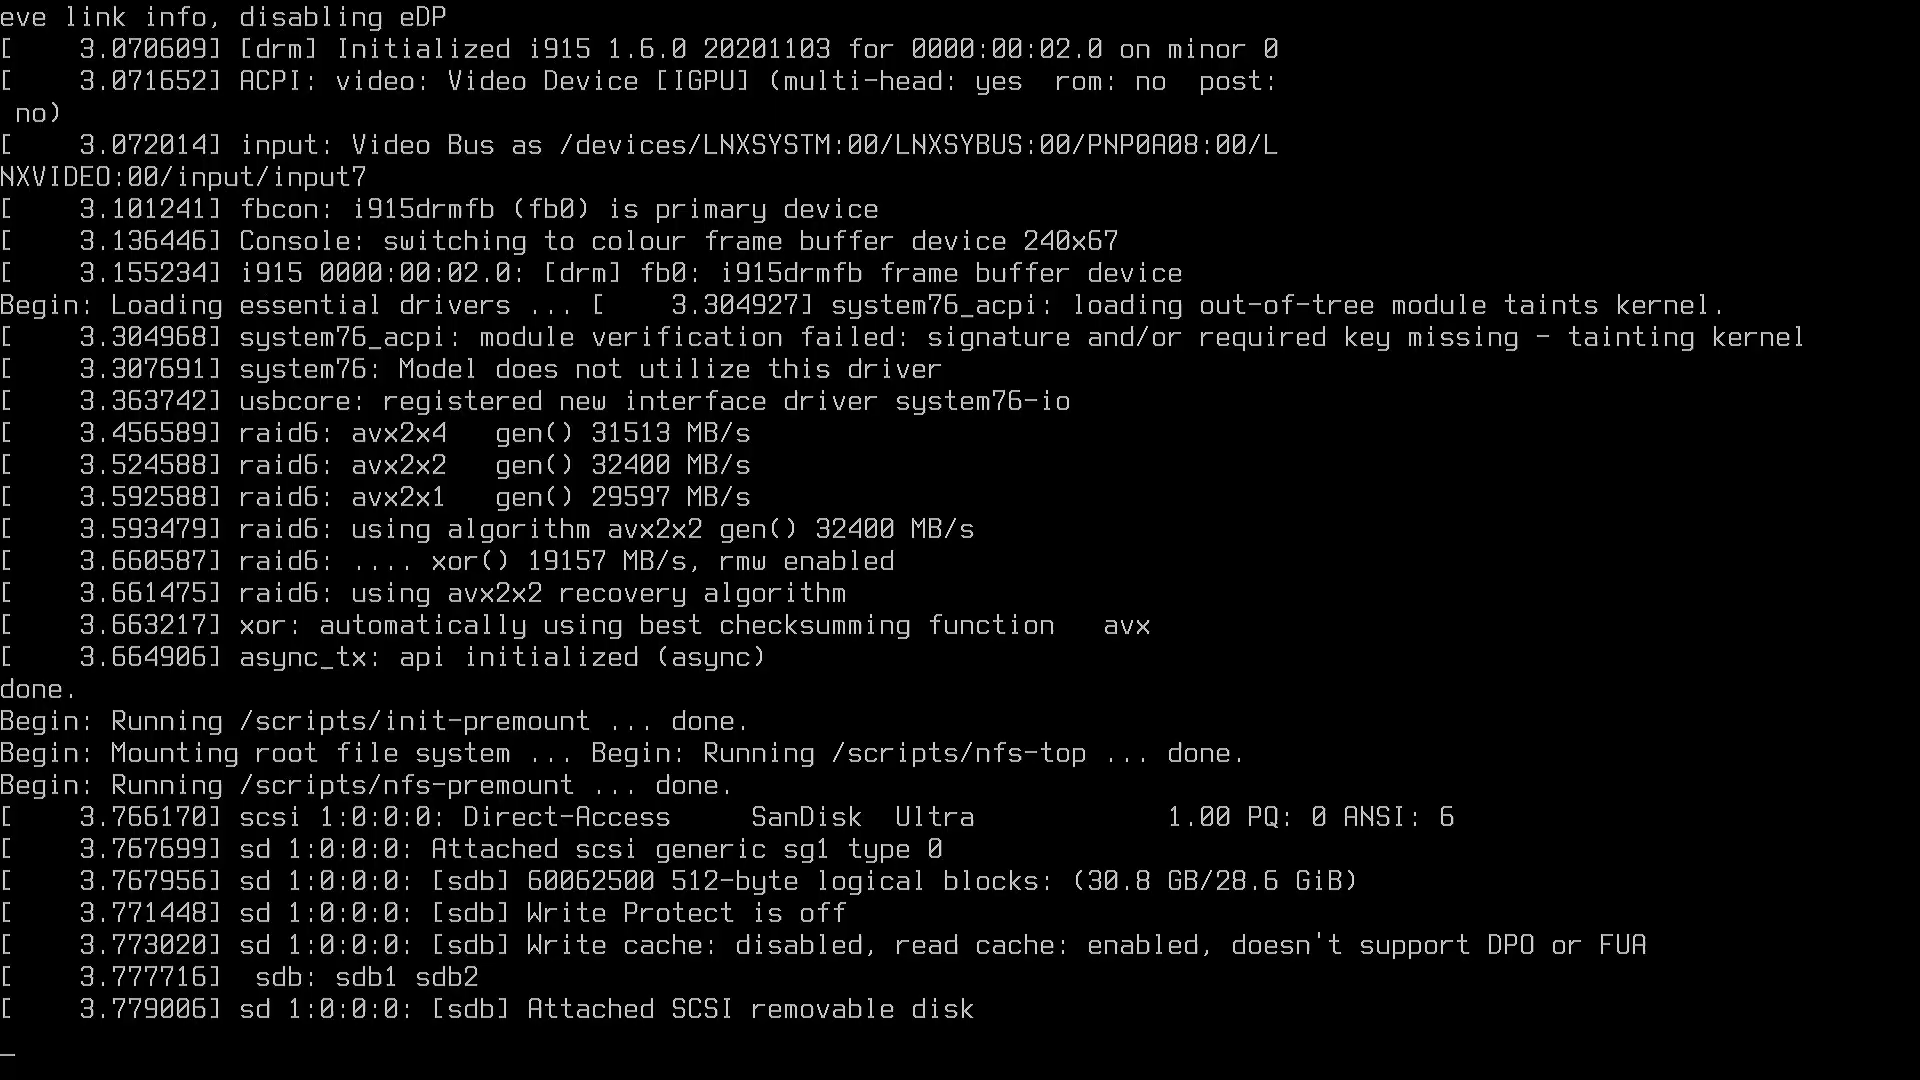 eve link info, disabling eDP
[    3.070609] [drm] Initialized i915 1.6.0 20201103 for 0000:00:02.0 on minor 0
[    3.071652] ACPI: video: Video Device [IGPU] (multi-head: yes  rom: no  post:
 no)
[    3.072014] input: Video Bus as /devices/LNXSYSTM:00/LNXSYBUS:00/PNP0A08:00/L
NXVIDEO:00/input/input7
[    3.101241] fbcon: i915drmfb (fb0) is primary device
[    3.136446] Console: switching to colour frame buffer device 240x67
[    3.155234] i915 0000:00:02.0: [drm] fb0: i915drmfb frame buffer device
Begin: Loading essential drivers ... [    3.304927] system76_acpi: loading out-of-tree module taints kernel.
[    3.304968] system76_acpi: module verification failed: signature and/or required key missing - tainting kernel
[    3.307691] system76: Model does not utilize this driver
[    3.363742] usbcore: registered new interface driver system76-io
[    3.456589] raid6: avx2x4   gen() 31513 MB/s
[    3.524588] raid6: avx2x2   gen() 32400 MB/s
[    3.592588] raid6: avx2x1   gen() 29597 MB/s
[    3.593479] raid6: using algorithm avx2x2 gen() 32400 MB/s
[    3.660587] raid6: .... xor() 19157 MB/s, rmw enabled
[    3.661475] raid6: using avx2x2 recovery algorithm
[    3.663217] xor: automatically using best checksumming function   avx
[    3.664906] async_tx: api initialized (async)
done.
Begin: Running /scripts/init-premount ... done.
Begin: Mounting root file system ... Begin: Running /scripts/nfs-top ... done.
Begin: Running /scripts/nfs-premount ... done.
[    3.766170] scsi 1:0:0:0: Direct-Access     SanDisk  Ultra            1.00 PQ: 0 ANSI: 6
[    3.767699] sd 1:0:0:0: Attached scsi generic sg1 type 0
[    3.767956] sd 1:0:0:0: [sdb] 60062500 512-byte logical blocks: (30.8 GB/28.6 GiB)
[    3.771448] sd 1:0:0:0: [sdb] Write Protect is off
[    3.773020] sd 1:0:0:0: [sdb] Write cache: disabled, read cache: enabled, doesn't support DPO or FUA
[    3.777716]  sdb: sdb1 sdb2
[    3.779006] sd 1:0:0:0: [sdb] Attached SCSI removable disk
_